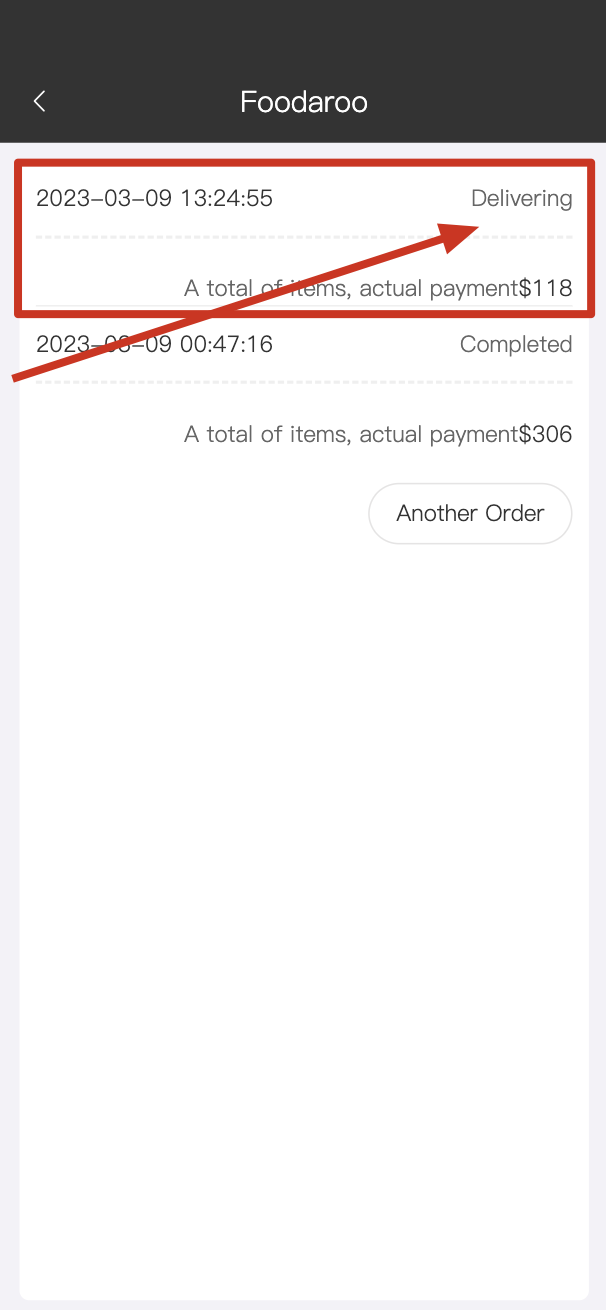 Foodaroo
2023-03-09 13:24:55 Delivering
A total of items, actual payment$118
2023-03-09 00:47:16 Completed
A total of items, actual payment$306
Another Order